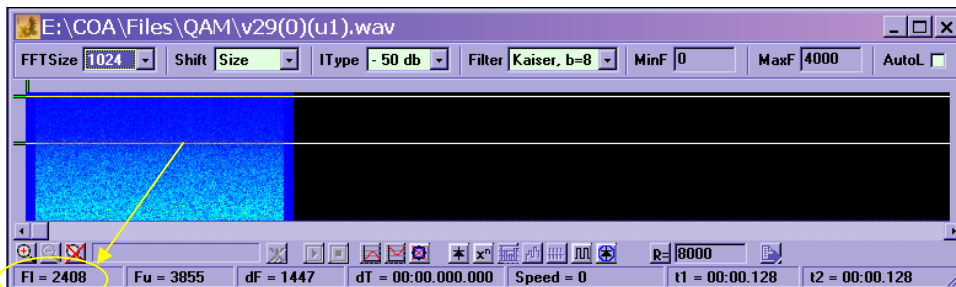 E:\COA\Files\QAM\v29(0)(u1).wav
FFTSize 1024 Shift Size IType - 50 db Filter Kaiser, b=8 MinF 0 MaxF 4000 AutoL
R= 8000
Fl = 2408 Fu = 3855 dF = 1447 dT = 00:00.000.000 Speed = 0 t1 = 00:00.128 t2 = 00:00.128